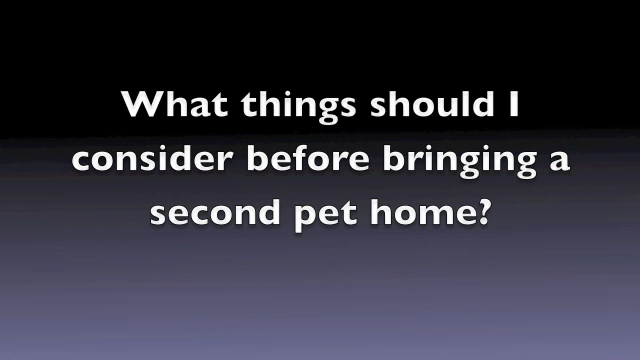 What things should I
consider before bringing a
second pet home?